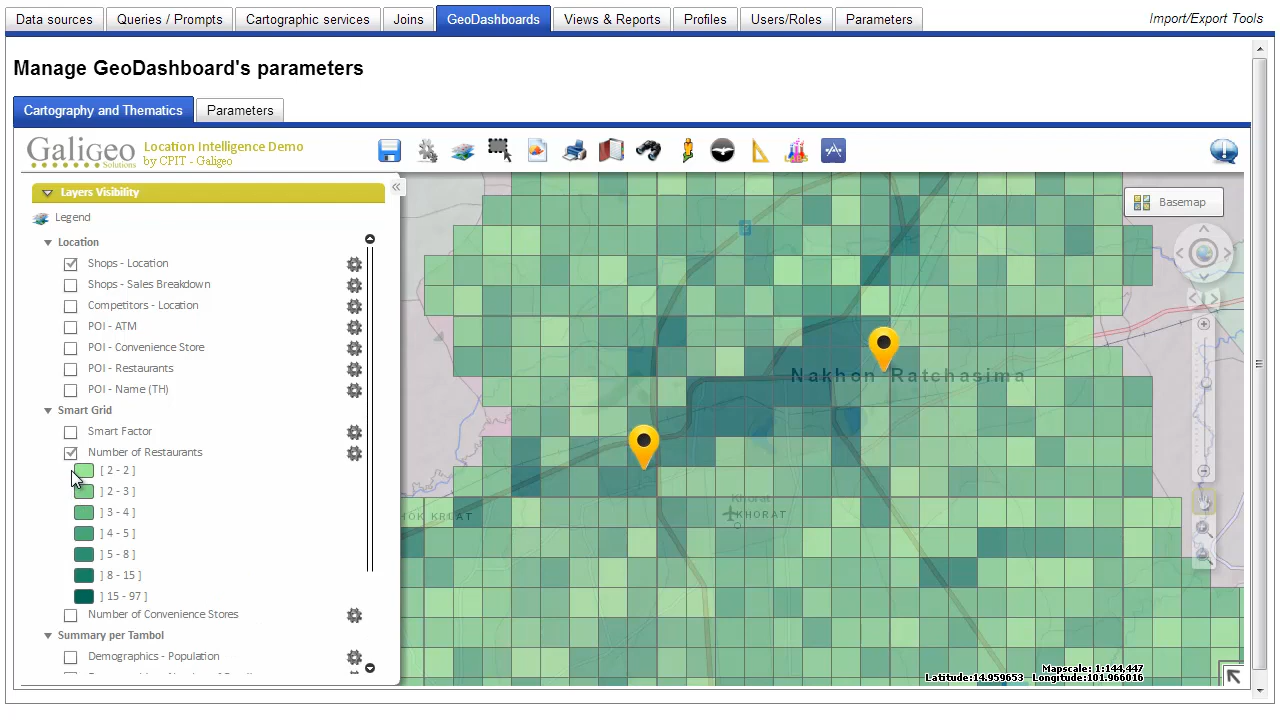 Data sources Queries / Prompts Cartographic services Joins GeoDashboards Views & Reports Profiles Users/Roles Parameters Import/Export Tools
Manage GeoDashboard's parameters
Cartography and Thematics Parameters
Galigeo Solutions
Location Intelligence Demo
by CPIT - Galigeo
Layers Visibility
Legend
Location
Shops - Location
Shops - Sales Breakdown
Competitors - Location
POI - ATM
POI - Convenience Store
POI - Restaurants
POI - Name (TH)
Smart Grid
Smart Factor
Number of Restaurants
[ 2 - 2 ]
] 2 - 3 ]
] 3 - 4 ]
] 4 - 5 ]
] 5 - 8 ]
] 8 - 15 ]
] 15 - 97 ]
Number of Convenience Stores
Summary per Tambol
Demographics - Population
Basemap
Nakhon Ratchasima
Khorat
KHORAT
KRUAT
Mapscale: 1:144,447
Latitude:14.959653 Longitude:101.966016